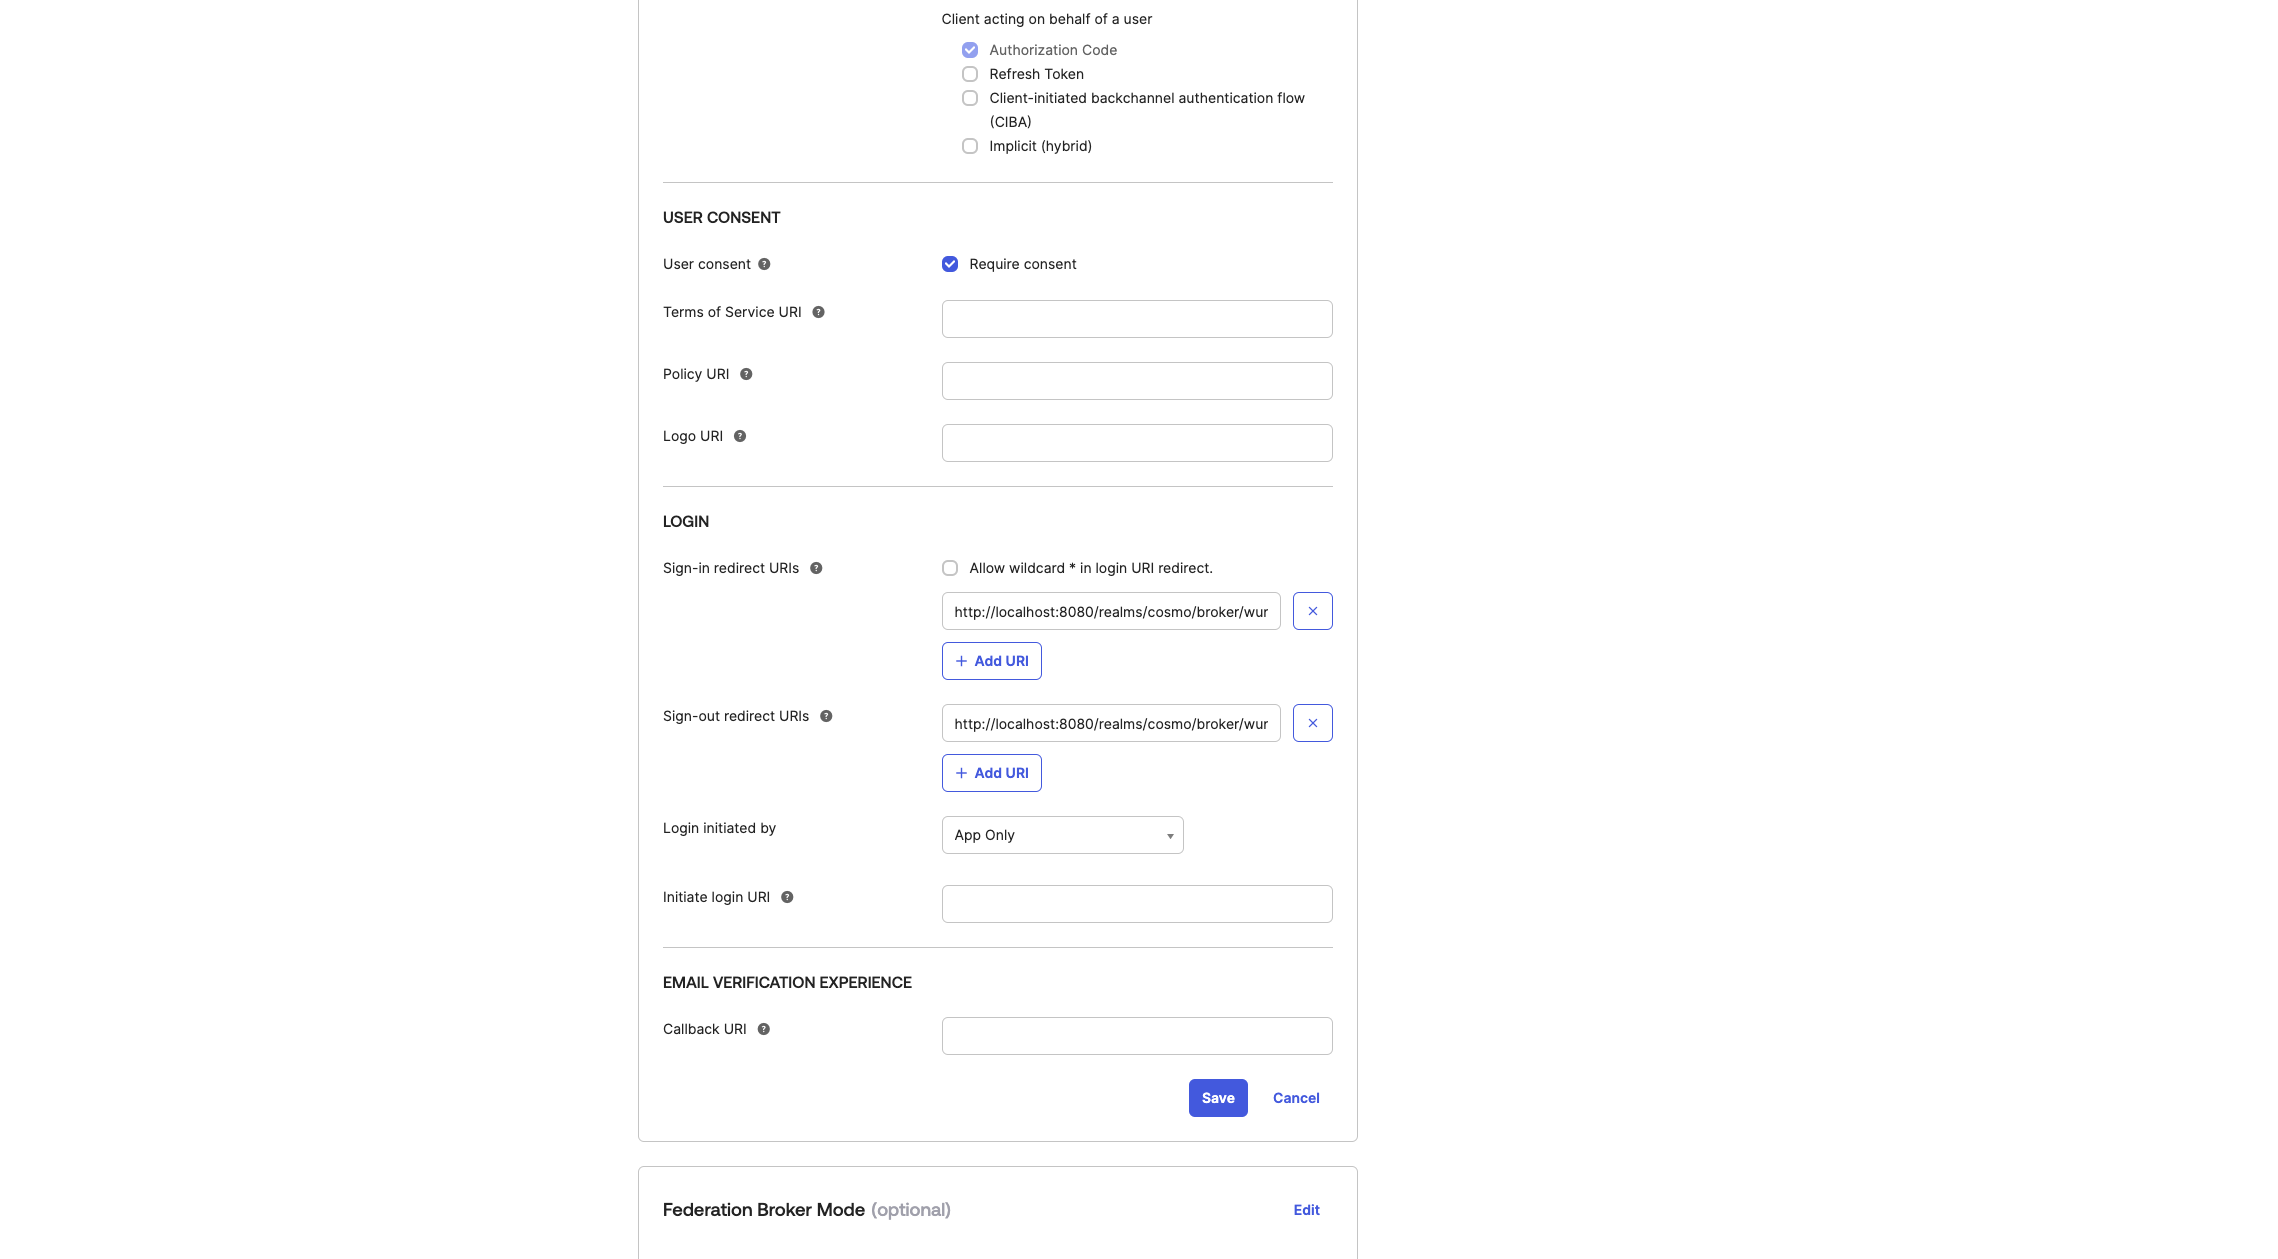 Client acting on behalf of a user
Authorization Code
Refresh Token
Client-initiated backchannel authentication flow
(CIBA)
Implicit (hybrid)
USER CONSENT
User consent
Require consent
Terms of Service URI
Policy URI
Logo URI
LOGIN
Sign-in redirect URIs
Allow wildcard * in login URI redirect.
http://localhost:8080/realms/cosmo/broker/wur
+ Add URI
Sign-out redirect URIs
http://localhost:8080/realms/cosmo/broker/wur
+ Add URI
Login initiated by
App Only
Initiate login URI
EMAIL VERIFICATION EXPERIENCE
Callback URI
Save
Cancel
Federation Broker Mode (optional)
Edit